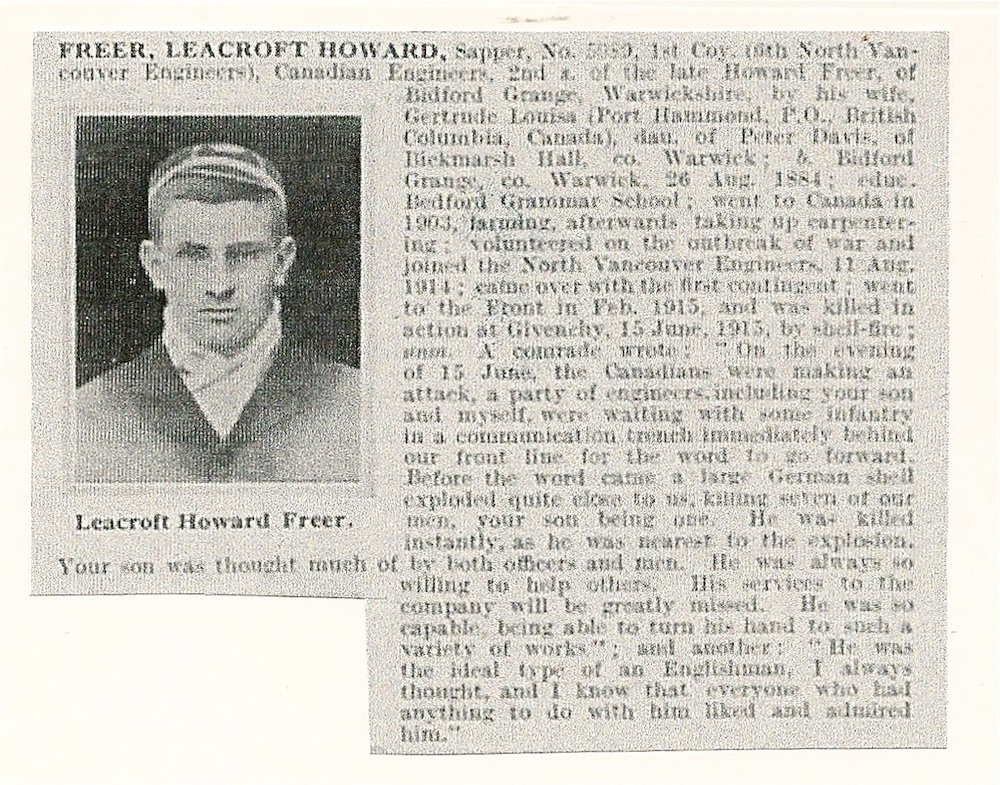 FREER, LEACROFT HOWARD, Sapper, No. 1st Coy. North Van-
couver Engineers), Canadian Engineers, 2nd s. of the late Howard Freer, of
Bidford Grange, Warwickshire, by his wife,
Gertrude Louisa (Port Hammond, P.O., British
Columbia, Canada), dau. of Peter Davis, of
Bickmarsh Hall, co. Warwick; b. Bidford
Grange, co. Warwick, 26 Aug. 1884; educ.
Bedford Grammar School; went to Canada in
1903, farming, afterwards taking up carpenter-
ing; volunteered on the outbreak of war and
joined the North Vancouver Engineers, 11 Aug.
1914; came over with the first contingent; went
to the Front in Feb. 1915, and was killed in
action at Givenchy, 15 June, 1915, by shell-fire;
unm. A comrade wrote: "On the evening
of 15 June, the Canadians were making an
attack, a party of engineers, including your son
and myself, were waiting with some infantry
in a communication trench immediately behind
our front line for the word to go forward.
Before the word came a large German shell
exploded quite close to us, killing seven of our
men, your son being one. He was killed
instantly, as he was nearest to the explosion.
Your son was thought much of by both officers and men. He was always so
willing to help others. His services to the
company will be greatly missed. He was so
capable, being able to turn his hand to such a
variety of works"; and another: "He was
the ideal type of an Englishman, I always
thought, and I know that everyone who had
anything to do with him liked and admired
him."
Leacroft Howard Freer.